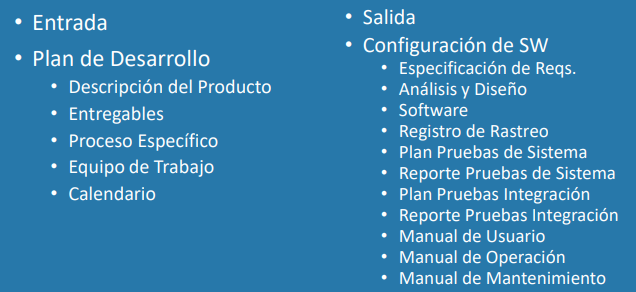 • Entrada
• Plan de Desarrollo
• Descripción del Producto
• Entregables
• Proceso Específico
• Equipo de Trabajo
• Calendario
• Salida
• Configuración de SW
• Especificación de Reqs.
• Análisis y Diseño
• Software
• Registro de Rastreo
• Plan Pruebas de Sistema
• Reporte Pruebas de Sistema
• Plan Pruebas Integración
• Reporte Pruebas Integración
• Manual de Usuario
• Manual de Operación
• Manual de Mantenimiento